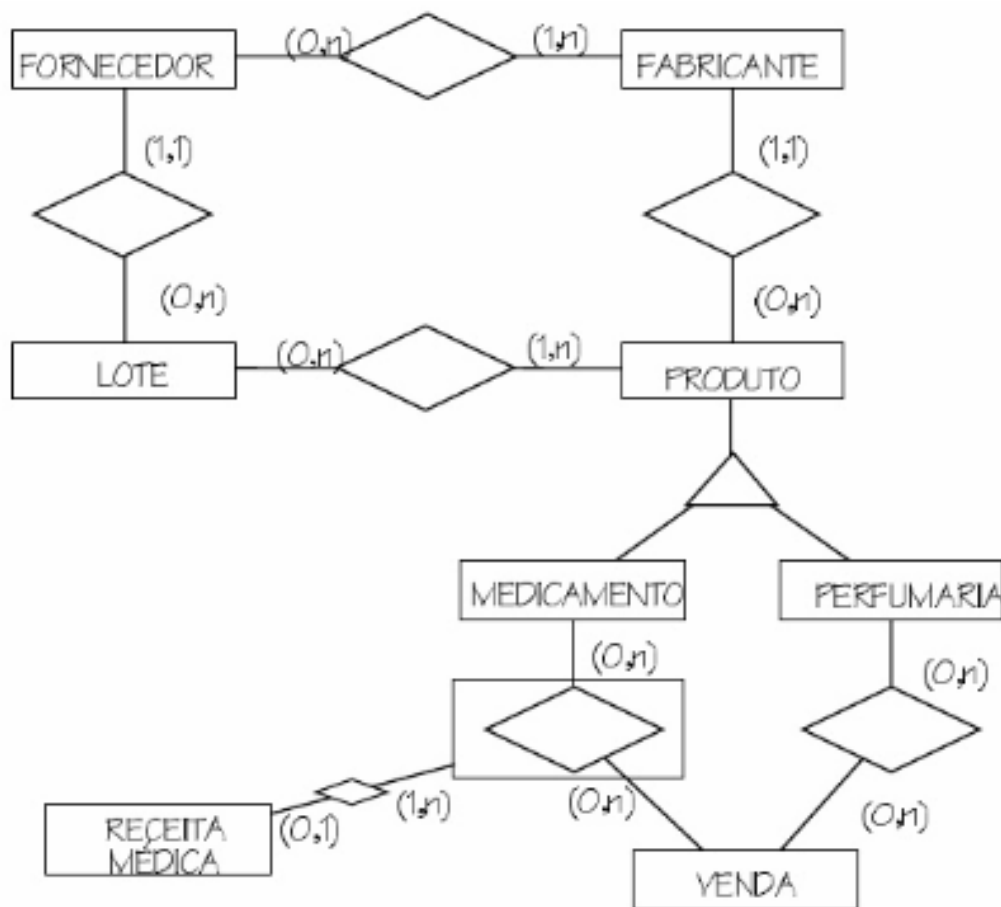 (0,n)
(1,n)
FORNECEDOR
FABRICANTE
(1,1)
(1,1)
(0,n)
(0,n)
(0,n)
(1,n)
LOTE
PRODUTO
MEDICAMENTO
PERFUMARIA
(0,n)
(0,n)
(1,n)
(0,n)
(0,n)
(0,1)
RECEITA
MÉDICA
VENDA